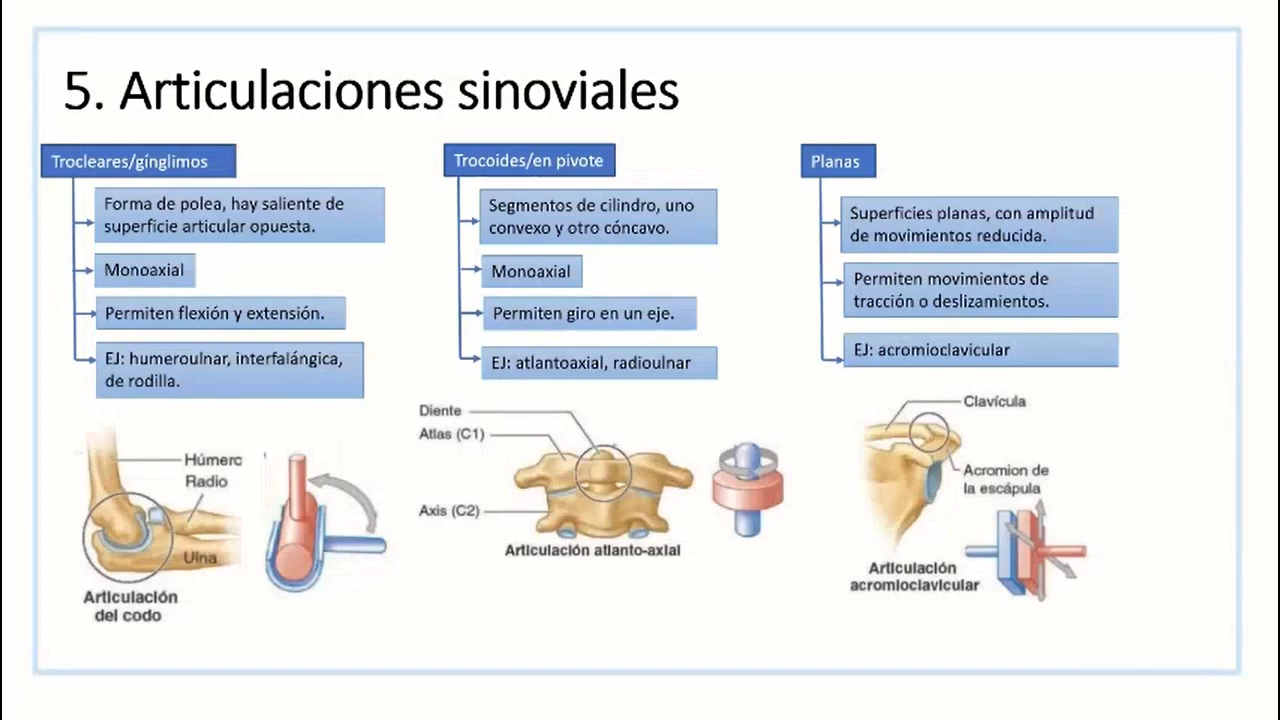 5. Articulaciones sinoviales
Trocleares/gínglimos
Forma de polea, hay saliente de
superficie articular opuesta.
Monoaxial
Permiten flexión y extensión.
EJ: humeroulnar, interfalángica,
de rodilla.
Húmero
Radio
Ulna
Articulación
del codo
Trocoides/en pivote
Segmentos de cilindro, uno
convexo y otro cóncavo.
Monoaxial
Permiten giro en un eje.
EJ: atlantoaxial, radioulnar
Diente
Atlas (C1)
Axis (C2)
Articulación atlanto-axial
Planas
Superficies planas, con amplitud
de movimientos reducida.
Permiten movimientos de
tracción o deslizamientos.
EJ: acromioclavicular
Clavícula
Acromion de
la escápula
Articulación
acromioclavicular